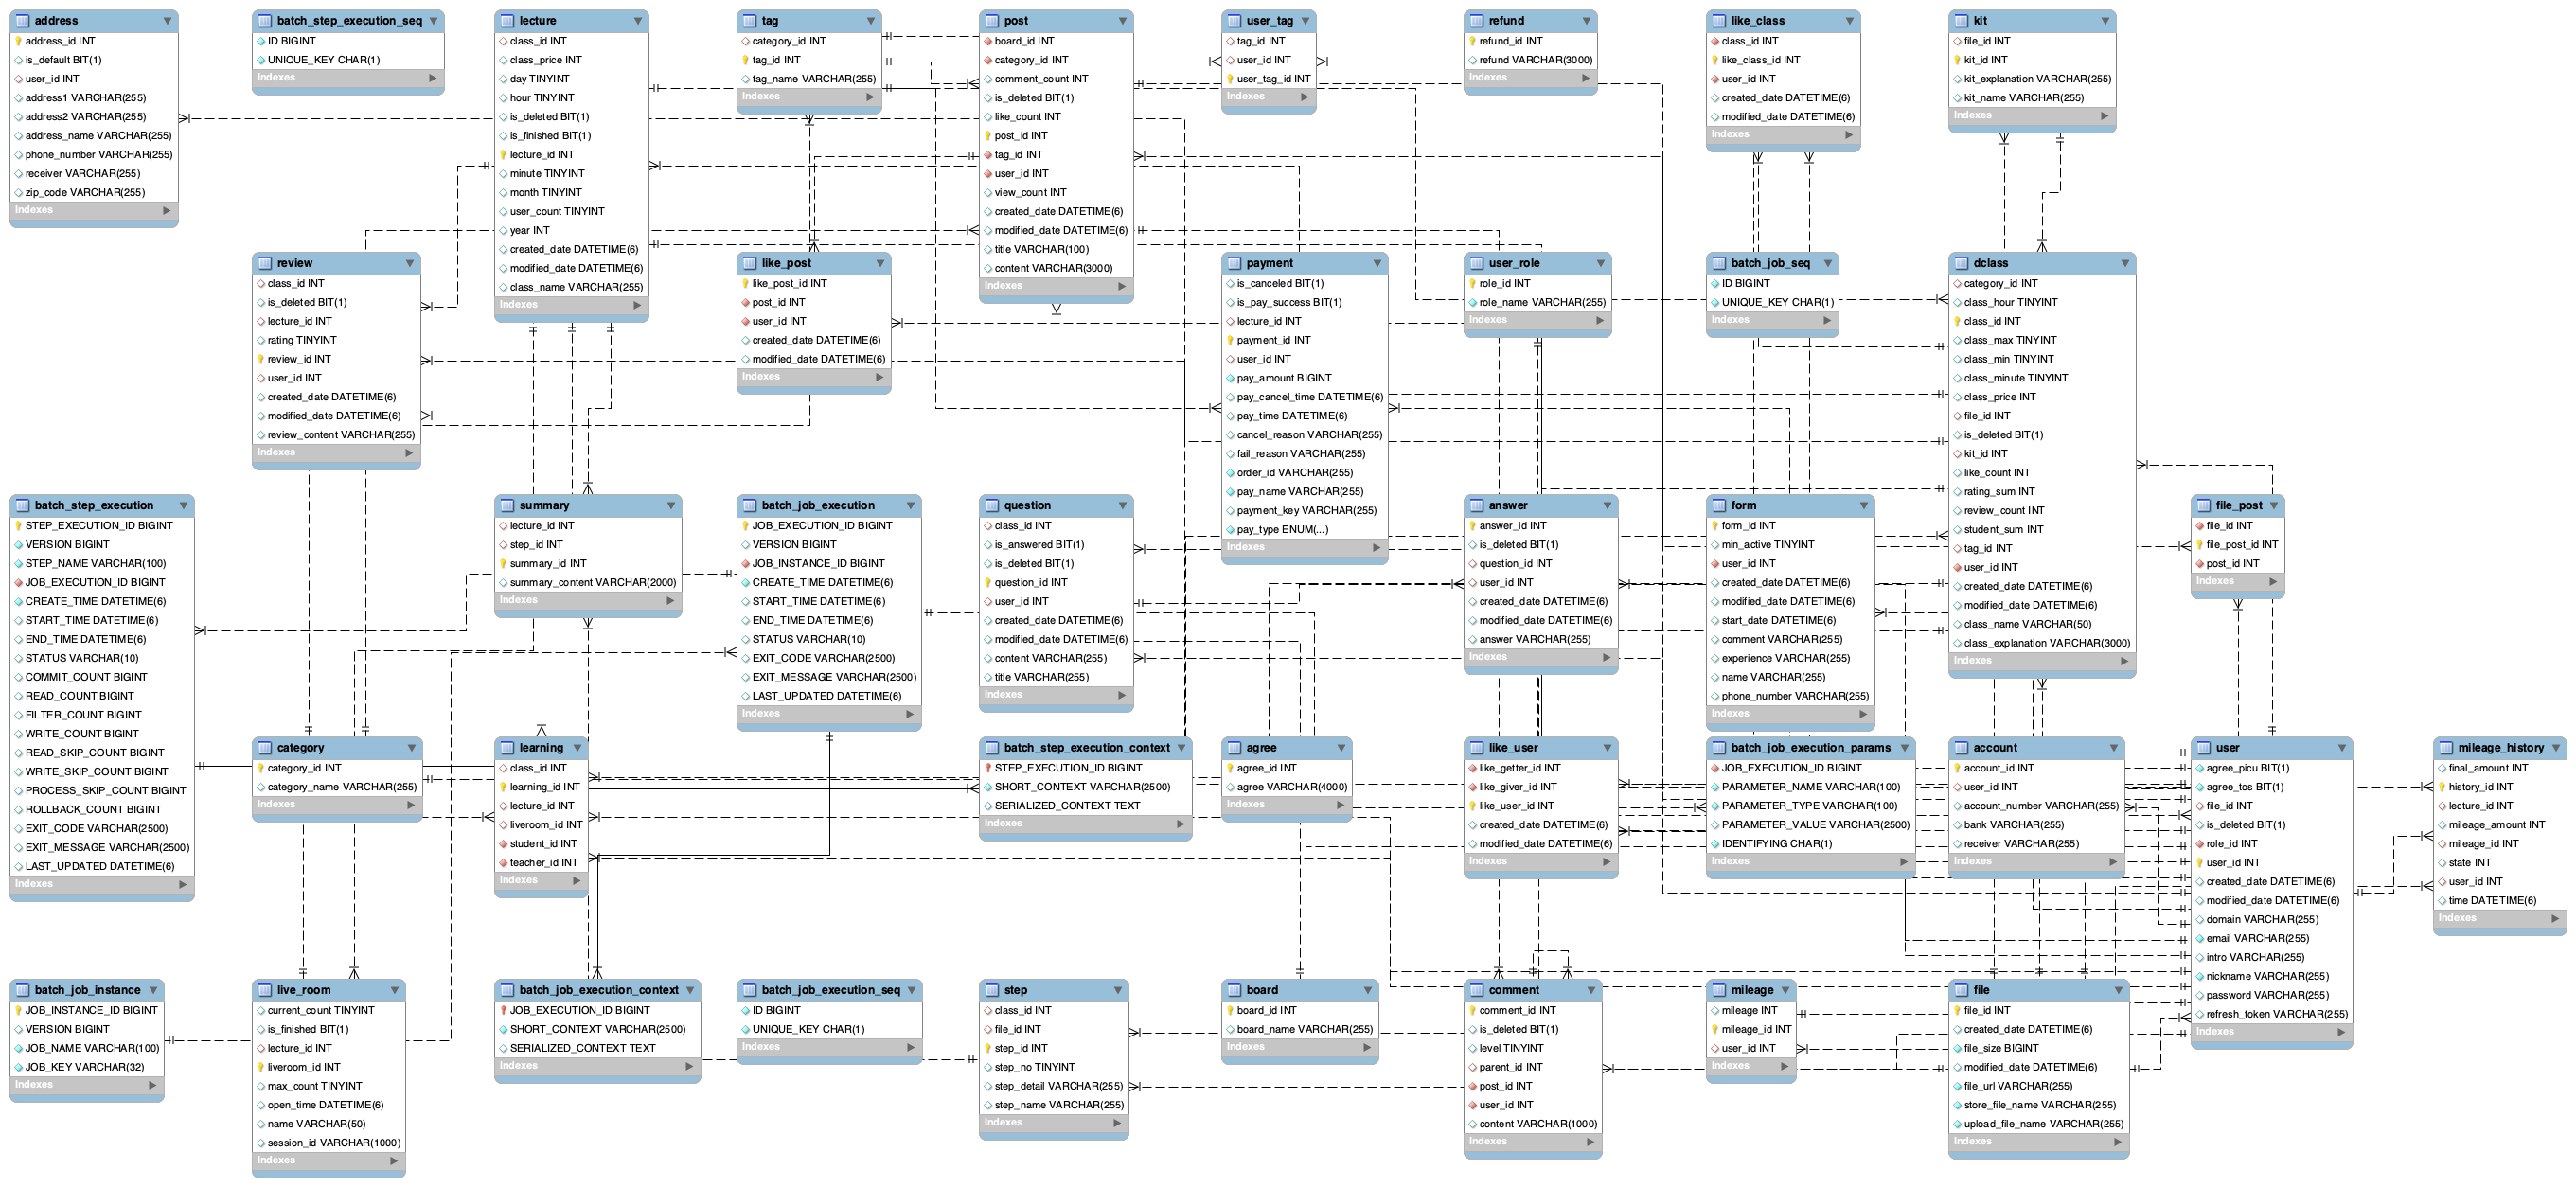 address
address_id INT
is_default BIT(1)
user_id INT
address1 VARCHAR(255)
address2 VARCHAR(255)
address_name VARCHAR(255)
phone_number VARCHAR(255)
receiver VARCHAR(255)
zip_code VARCHAR(255)
Indexes
batch_step_execution_seq
ID BIGINT
UNIQUE_KEY CHAR(1)
Indexes
lecture
class_id INT
class_price INT
day TINYINT
hour TINYINT
is_deleted BIT(1)
is_finished BIT(1)
lecture_id INT
minute TINYINT
month TINYINT
user_count TINYINT
year INT
created_date DATETIME(6)
modified_date DATETIME(6)
class_name VARCHAR(255)
Indexes
tag
category_id INT
tag_id INT
tag_name VARCHAR(255)
Indexes
post
board_id INT
category_id INT
comment_count INT
is_deleted BIT(1)
like_count INT
post_id INT
tag_id INT
user_id INT
view_count INT
created_date DATETIME(6)
modified_date DATETIME(6)
title VARCHAR(100)
content VARCHAR(3000)
Indexes
user_tag
tag_id INT
user_id INT
user_tag_id INT
Indexes
refund
refund_id INT
refund VARCHAR(3000)
Indexes
like_class
class_id INT
like_class_id INT
user_id INT
created_date DATETIME(6)
modified_date DATETIME(6)
Indexes
kit
file_id INT
kit_id INT
kit_explanation VARCHAR(255)
kit_name VARCHAR(255)
Indexes
review
class_id INT
is_deleted BIT(1)
lecture_id INT
rating TINYINT
review_id INT
user_id INT
created_date DATETIME(6)
modified_date DATETIME(6)
review_content VARCHAR(255)
Indexes
like_post
like_post_id INT
post_id INT
user_id INT
created_date DATETIME(6)
modified_date DATETIME(6)
Indexes
payment
is_canceled BIT(1)
is_pay_success BIT(1)
lecture_id INT
payment_id INT
user_id INT
pay_amount BIGINT
pay_cancel_time DATETIME(6)
pay_time DATETIME(6)
cancel_reason VARCHAR(255)
fail_reason VARCHAR(255)
order_id VARCHAR(255)
pay_name VARCHAR(255)
payment_key VARCHAR(255)
pay_type ENUM(...)
Indexes
user_role
role_id INT
role_name VARCHAR(255)
Indexes
batch_job_seq
ID BIGINT
UNIQUE_KEY CHAR(1)
Indexes
dclass
category_id INT
class_hour TINYINT
class_id INT
class_max TINYINT
class_min TINYINT
class_minute TINYINT
class_price INT
file_id INT
is_deleted BIT(1)
kit_id INT
like_count INT
rating_sum INT
review_count INT
student_sum INT
tag_id INT
user_id INT
created_date DATETIME(6)
modified_date DATETIME(6)
class_name VARCHAR(50)
class_explanation VARCHAR(3000)
Indexes
batch_step_execution
STEP_EXECUTION_ID BIGINT
VERSION BIGINT
STEP_NAME VARCHAR(100)
JOB_EXECUTION_ID BIGINT
CREATE_TIME DATETIME(6)
START_TIME DATETIME(6)
END_TIME DATETIME(6)
STATUS VARCHAR(10)
COMMIT_COUNT BIGINT
READ_COUNT BIGINT
FILTER_COUNT BIGINT
WRITE_COUNT BIGINT
READ_SKIP_COUNT BIGINT
WRITE_SKIP_COUNT BIGINT
PROCESS_SKIP_COUNT BIGINT
ROLLBACK_COUNT BIGINT
EXIT_CODE VARCHAR(2500)
EXIT_MESSAGE VARCHAR(2500)
LAST_UPDATED DATETIME(6)
Indexes
summary
lecture_id INT
step_id INT
summary_id INT
summary_content VARCHAR(2000)
Indexes
batch_job_execution
JOB_EXECUTION_ID BIGINT
VERSION BIGINT
JOB_INSTANCE_ID BIGINT
CREATE_TIME DATETIME(6)
START_TIME DATETIME(6)
END_TIME DATETIME(6)
STATUS VARCHAR(10)
EXIT_CODE VARCHAR(2500)
EXIT_MESSAGE VARCHAR(2500)
LAST_UPDATED DATETIME(6)
Indexes
question
class_id INT
is_answered BIT(1)
is_deleted BIT(1)
question_id INT
user_id INT
created_date DATETIME(6)
modified_date DATETIME(6)
content VARCHAR(255)
title VARCHAR(255)
Indexes
answer
answer_id INT
is_deleted BIT(1)
question_id INT
user_id INT
created_date DATETIME(6)
modified_date DATETIME(6)
answer VARCHAR(255)
Indexes
form
form_id INT
min_active TINYINT
user_id INT
created_date DATETIME(6)
modified_date DATETIME(6)
start_date DATETIME(6)
comment VARCHAR(255)
experience VARCHAR(255)
name VARCHAR(255)
phone_number VARCHAR(255)
Indexes
file_post
file_id INT
file_post_id INT
post_id INT
Indexes
category
category_id INT
category_name VARCHAR(255)
Indexes
learning
class_id INT
learning_id INT
lecture_id INT
liveroom_id INT
student_id INT
teacher_id INT
Indexes
batch_step_execution_context
STEP_EXECUTION_ID BIGINT
SHORT_CONTEXT VARCHAR(2500)
SERIALIZED_CONTEXT TEXT
Indexes
agree
agree_id INT
agree VARCHAR(4000)
Indexes
like_user
like_getter_id INT
like_giver_id INT
like_user_id INT
created_date DATETIME(6)
modified_date DATETIME(6)
Indexes
batch_job_execution_params
JOB_EXECUTION_ID BIGINT
PARAMETER_NAME VARCHAR(100)
PARAMETER_TYPE VARCHAR(100)
PARAMETER_VALUE VARCHAR(2500)
IDENTIFYING CHAR(1)
Indexes
account
account_id INT
user_id INT
account_number VARCHAR(255)
bank VARCHAR(255)
receiver VARCHAR(255)
Indexes
user
agree_picu BIT(1)
agree_tos BIT(1)
file_id INT
is_deleted BIT(1)
role_id INT
user_id INT
created_date DATETIME(6)
modified_date DATETIME(6)
domain VARCHAR(255)
email VARCHAR(255)
intro VARCHAR(255)
nickname VARCHAR(255)
password VARCHAR(255)
refresh_token VARCHAR(255)
Indexes
mileage_history
final_amount INT
history_id INT
lecture_id INT
mileage_amount INT
mileage_id INT
state INT
user_id INT
time DATETIME(6)
Indexes
batch_job_instance
JOB_INSTANCE_ID BIGINT
VERSION BIGINT
JOB_NAME VARCHAR(100)
JOB_KEY VARCHAR(32)
Indexes
live_room
current_count TINYINT
is_finished BIT(1)
lecture_id INT
liveroom_id INT
max_count TINYINT
open_time DATETIME(6)
name VARCHAR(50)
session_id VARCHAR(1000)
Indexes
batch_job_execution_context
JOB_EXECUTION_ID BIGINT
SHORT_CONTEXT VARCHAR(2500)
SERIALIZED_CONTEXT TEXT
Indexes
batch_job_execution_seq
ID BIGINT
UNIQUE_KEY CHAR(1)
Indexes
step
class_id INT
file_id INT
step_id INT
step_no TINYINT
step_detail VARCHAR(255)
step_name VARCHAR(255)
Indexes
board
board_id INT
board_name VARCHAR(255)
Indexes
comment
comment_id INT
is_deleted BIT(1)
level TINYINT
parent_id INT
post_id INT
user_id INT
content VARCHAR(1000)
Indexes
mileage
mileage INT
mileage_id INT
user_id INT
Indexes
file
file_id INT
created_date DATETIME(6)
file_size BIGINT
modified_date DATETIME(6)
file_url VARCHAR(255)
store_file_name VARCHAR(255)
upload_file_name VARCHAR(255)
Indexes